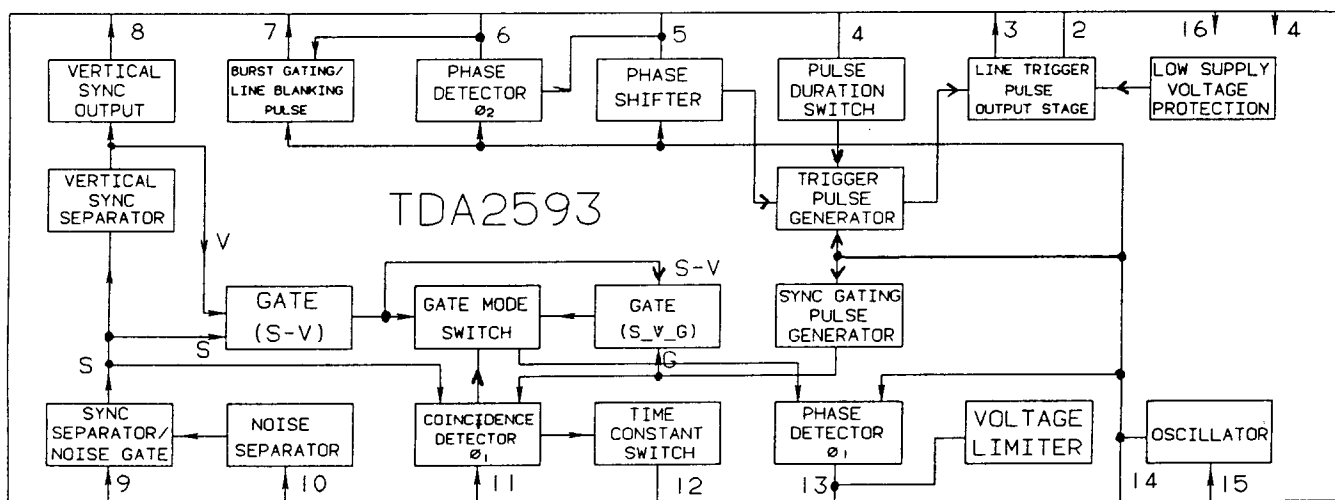 8
7
6
5
4
3
2
16
4
VERTICAL
SYNC
OUTPUT
BURST GATING/
LINE BLANKING
PULSE
PHASE
DETECTOR
Ø2
PHASE
SHIFTER
PULSE
DURATION
SWITCH
LINE TRIGGER
PULSE
OUTPUT STAGE
LOW SUPPLY
VOLTAGE
PROTECTION
VERTICAL
SYNC
SEPARATOR
TDA2593
TRIGGER
PULSE
GENERATOR
V
S-V
GATE
(S-V)
GATE MODE
SWITCH
GATE
(S_V_G)
SYNC GATING
PULSE
GENERATOR
S
S
G
SYNC
SEPARATOR/
NOISE GATE
NOISE
SEPARATOR
COINCIDENCE
DETECTOR
Ø1
TIME
CONSTANT
SWITCH
PHASE
DETECTOR
Ø1
VOLTAGE
LIMITER
OSCILLATOR
9
10
11
12
13
14
15